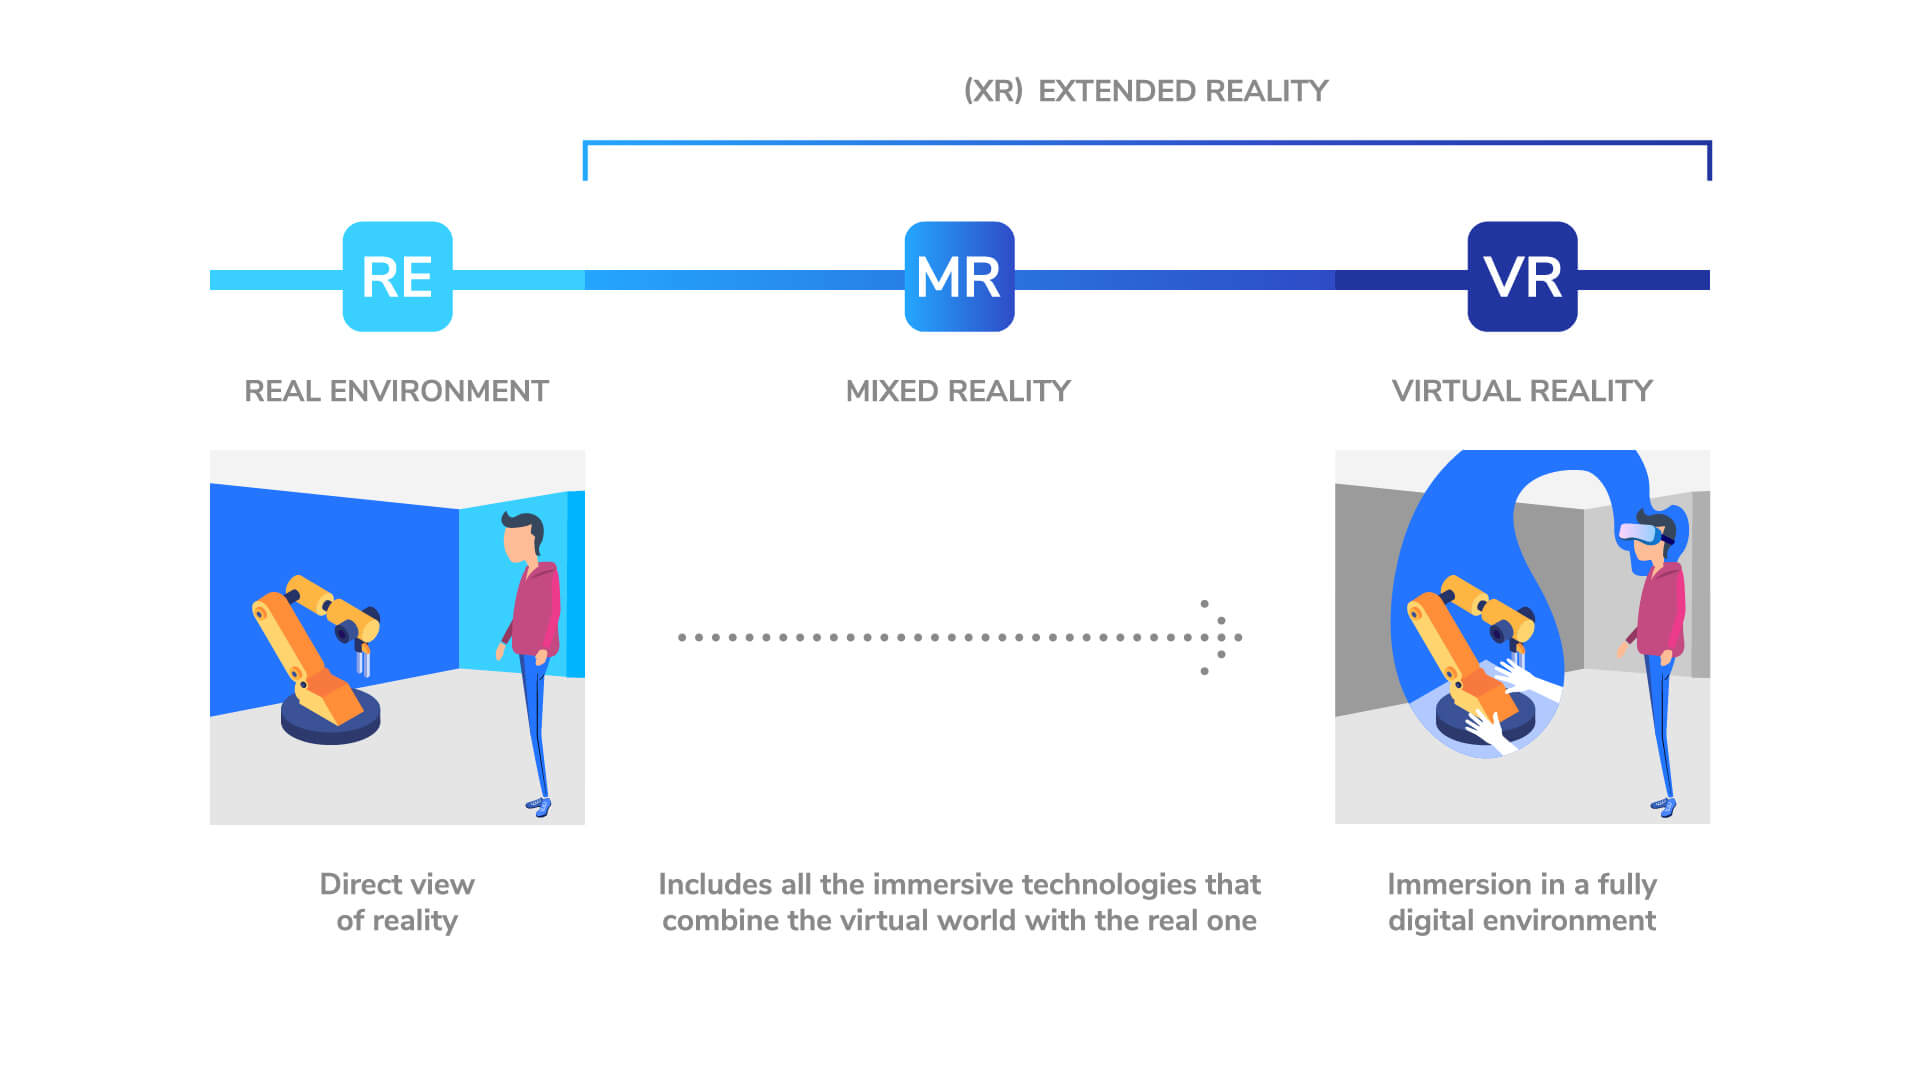 (XR) EXTENDED REALITY
RE
MR
VR
REAL ENVIRONMENT
MIXED REALITY
VIRTUAL REALITY
Direct view
of reality
Includes all the immersive technologies that
combine the virtual world with the real one
Immersion in a fully
digital environment